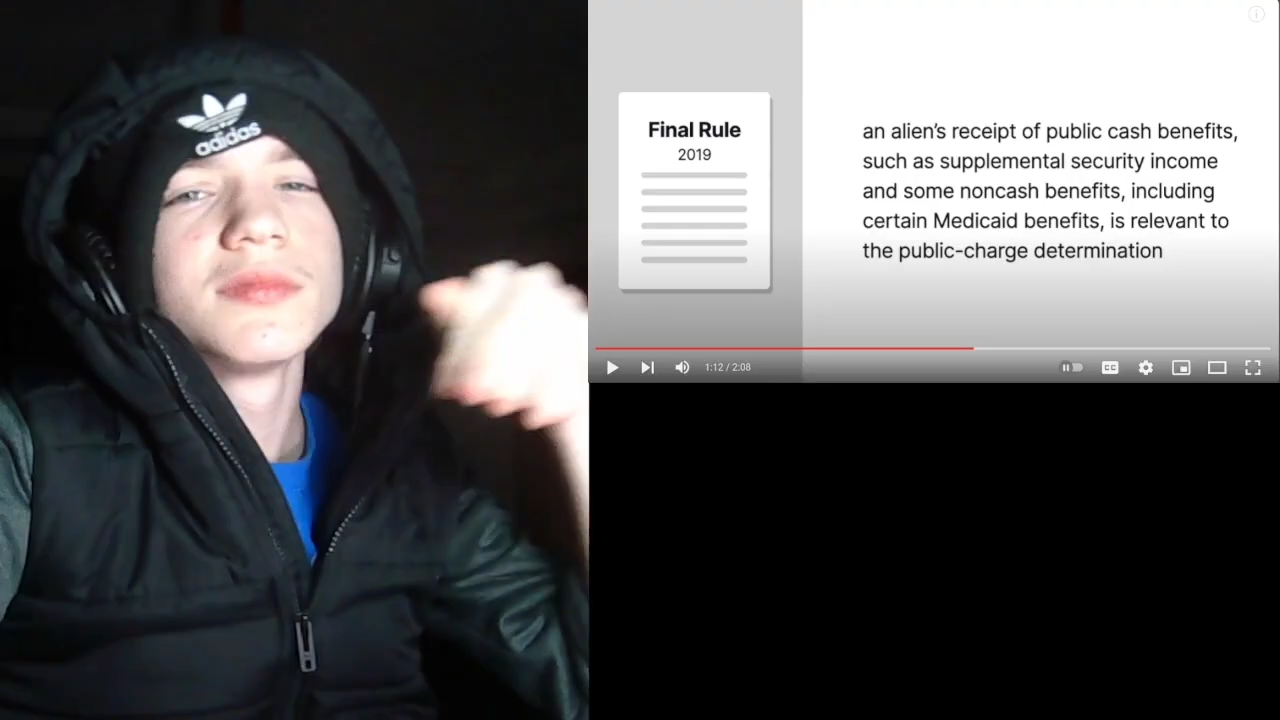 adidas
Final Rule
2019
an alien’s receipt of public cash benefits,
such as supplemental security income
and some noncash benefits, including
certain Medicaid benefits, is relevant to
the public-charge determination
1:12 / 2:08
CC